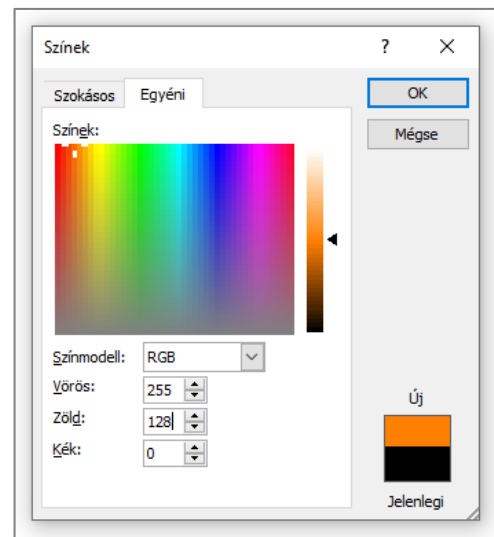 Színek ? ×
Szokásos Egyéni
OK
Mégse
Színek:
Színmodell: RGB
Vörös: 255
Zöld: 128
Kék: 0
Új
Jelenlegi